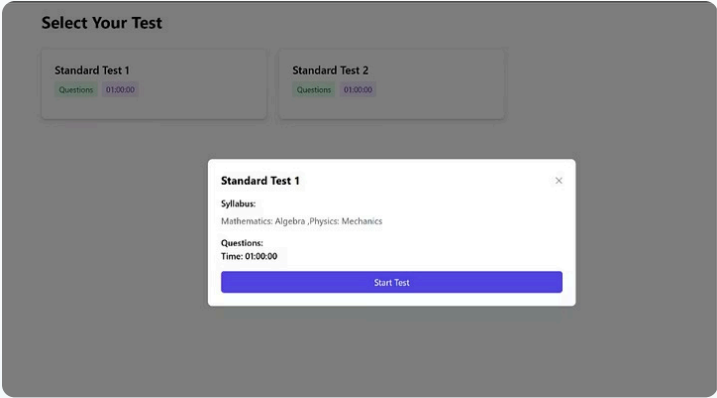 Select Your Test
Standard Test 1
Questions 01:00:00
Standard Test 2
Questions 01:00:00
Standard Test 1
Syllabus:
Mathematics: Algebra ,Physics: Mechanics
Questions:
Time: 01:00:00
Start Test